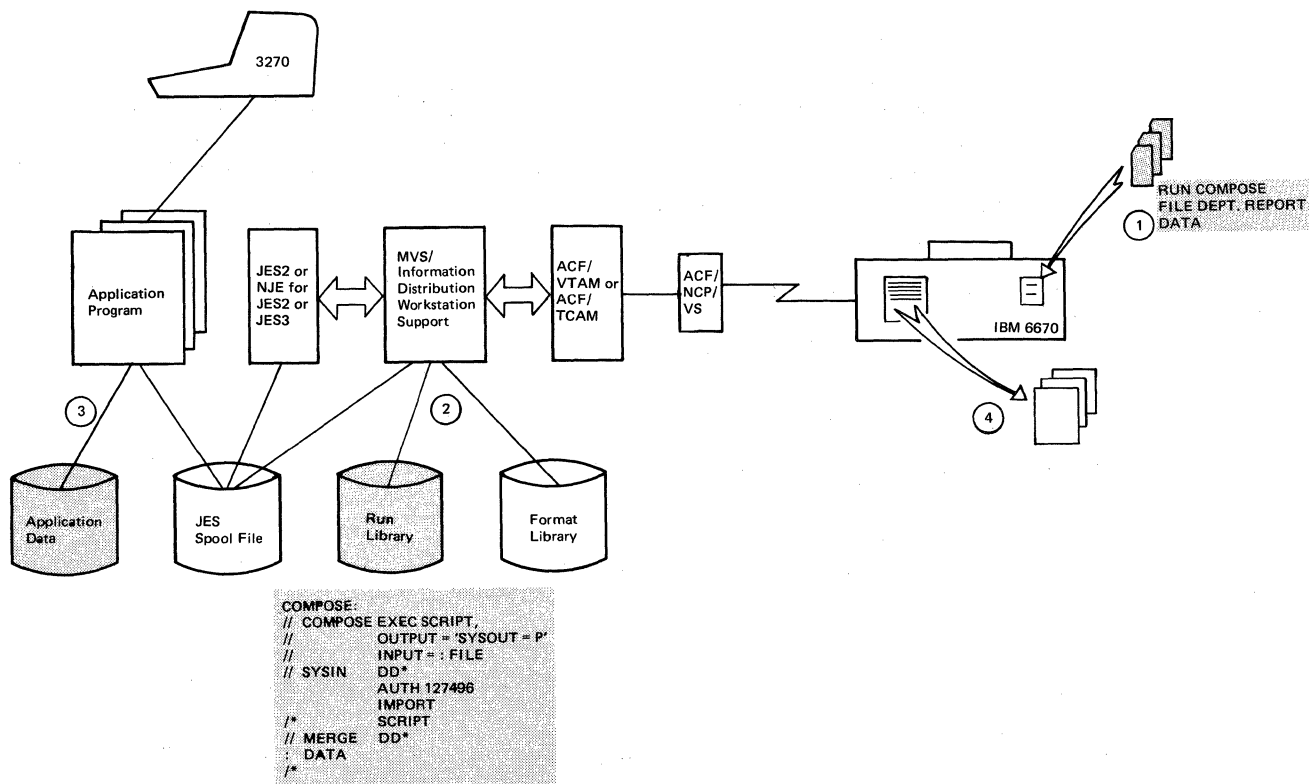 3270
RUN COMPOSE
FILE DEPT. REPORT
1 DATA
Application
Program
JES2 or
NJE for
JES2 or
JES3
MVS/
Information
Distribution
Workstation
Support
ACF/
VTAM or
ACF/
TCAM
ACF/
NCP/
VS
IBM 6670
3
2
4
Application
Data
JES
Spool File
Run
Library
Format
Library
COMPOSE:
// COMPOSE EXEC SCRIPT,
// OUTPUT = 'SYSOUT = P'
// INPUT = : FILE
// SYSIN DD*
AUTH 127496
IMPORT
/* SCRIPT
// MERGE DD*
: DATA
/*